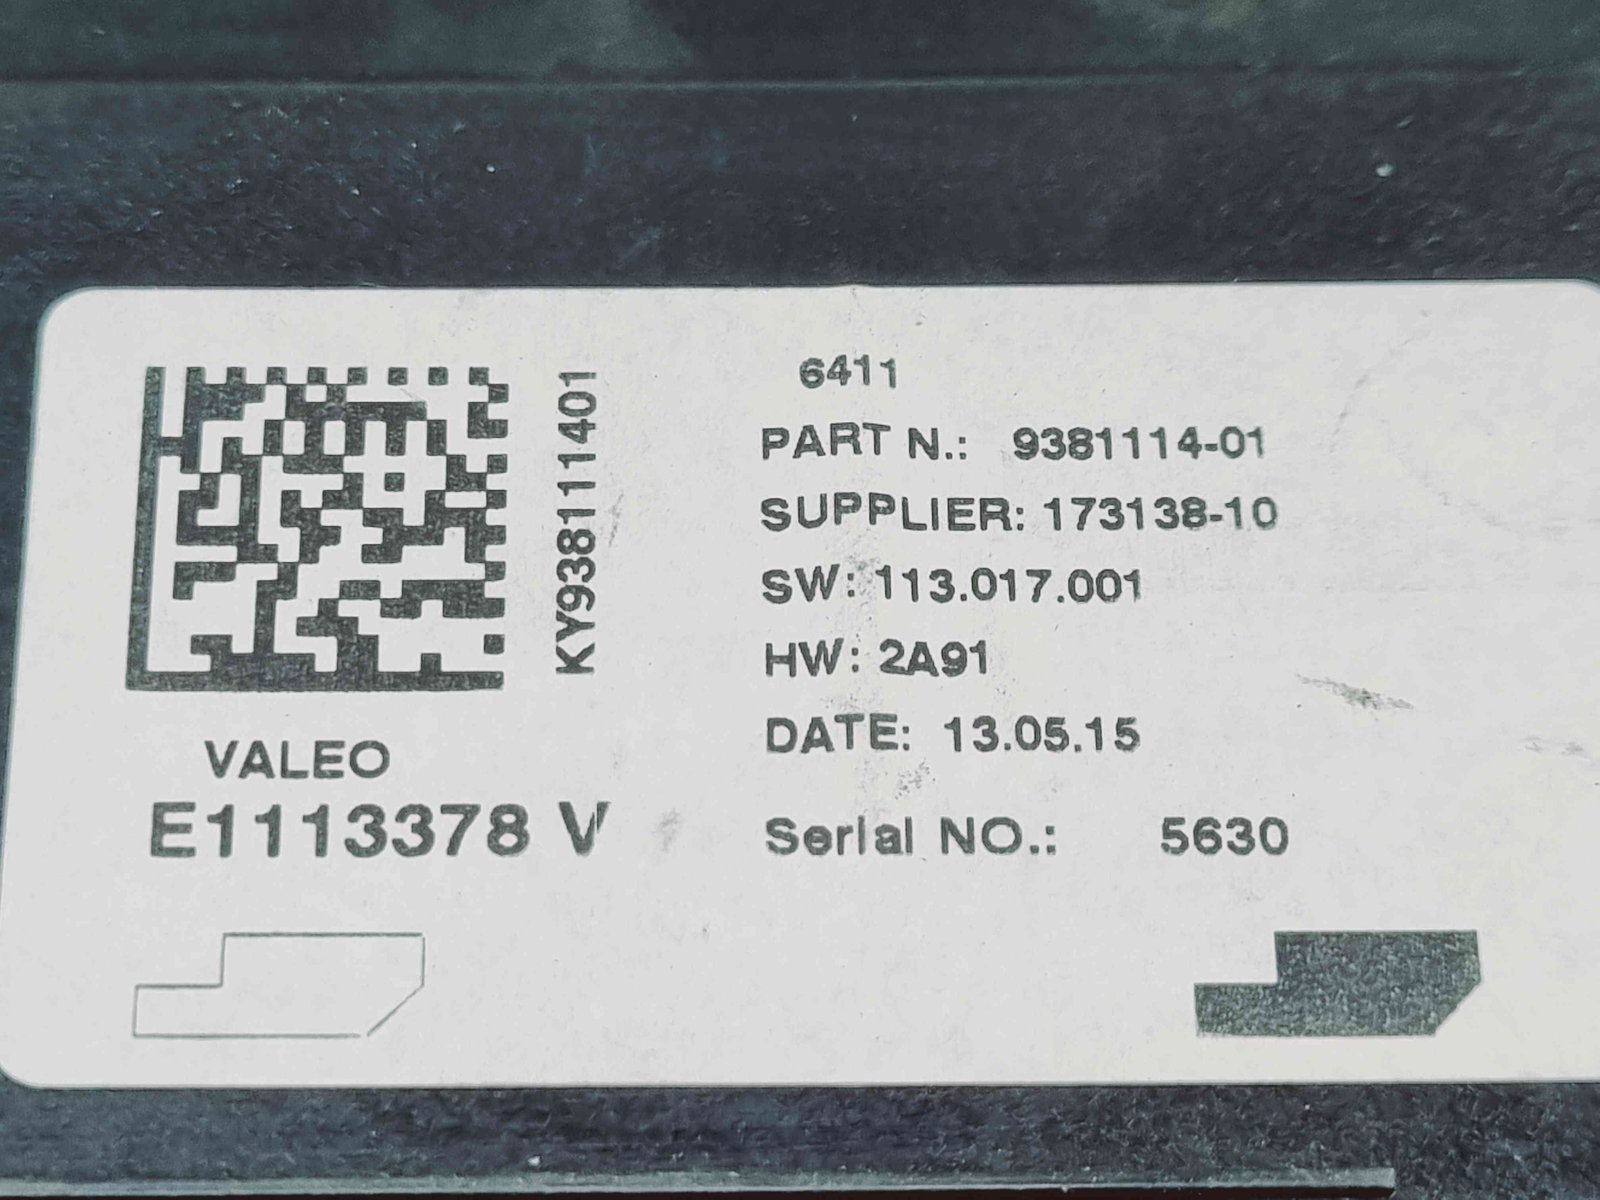 6411
PART N.: 9381114-01
SUPPLIER: 173138-10
SW: 113.017.001
HW: 2A91
DATE: 13.05.15
Serial NO.: 5630
KY938111401
VALEO
E1113378 V